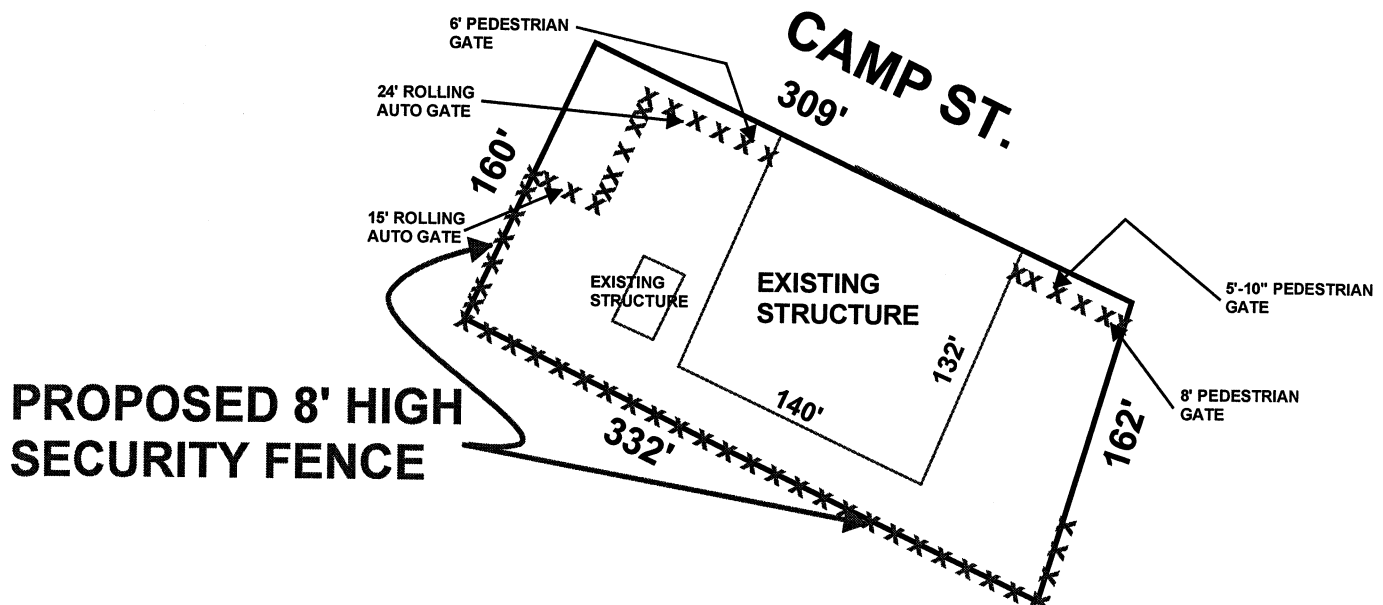 6' PEDESTRIAN
GATE
CAMP ST.
309'
24' ROLLING
AUTO GATE
160'
15' ROLLING
AUTO GATE
EXISTING
STRUCTURE
EXISTING
STRUCTURE
5'-10" PEDESTRIAN
GATE
132'
140'
8' PEDESTRIAN
GATE
162'
332'
PROPOSED 8' HIGH
SECURITY FENCE